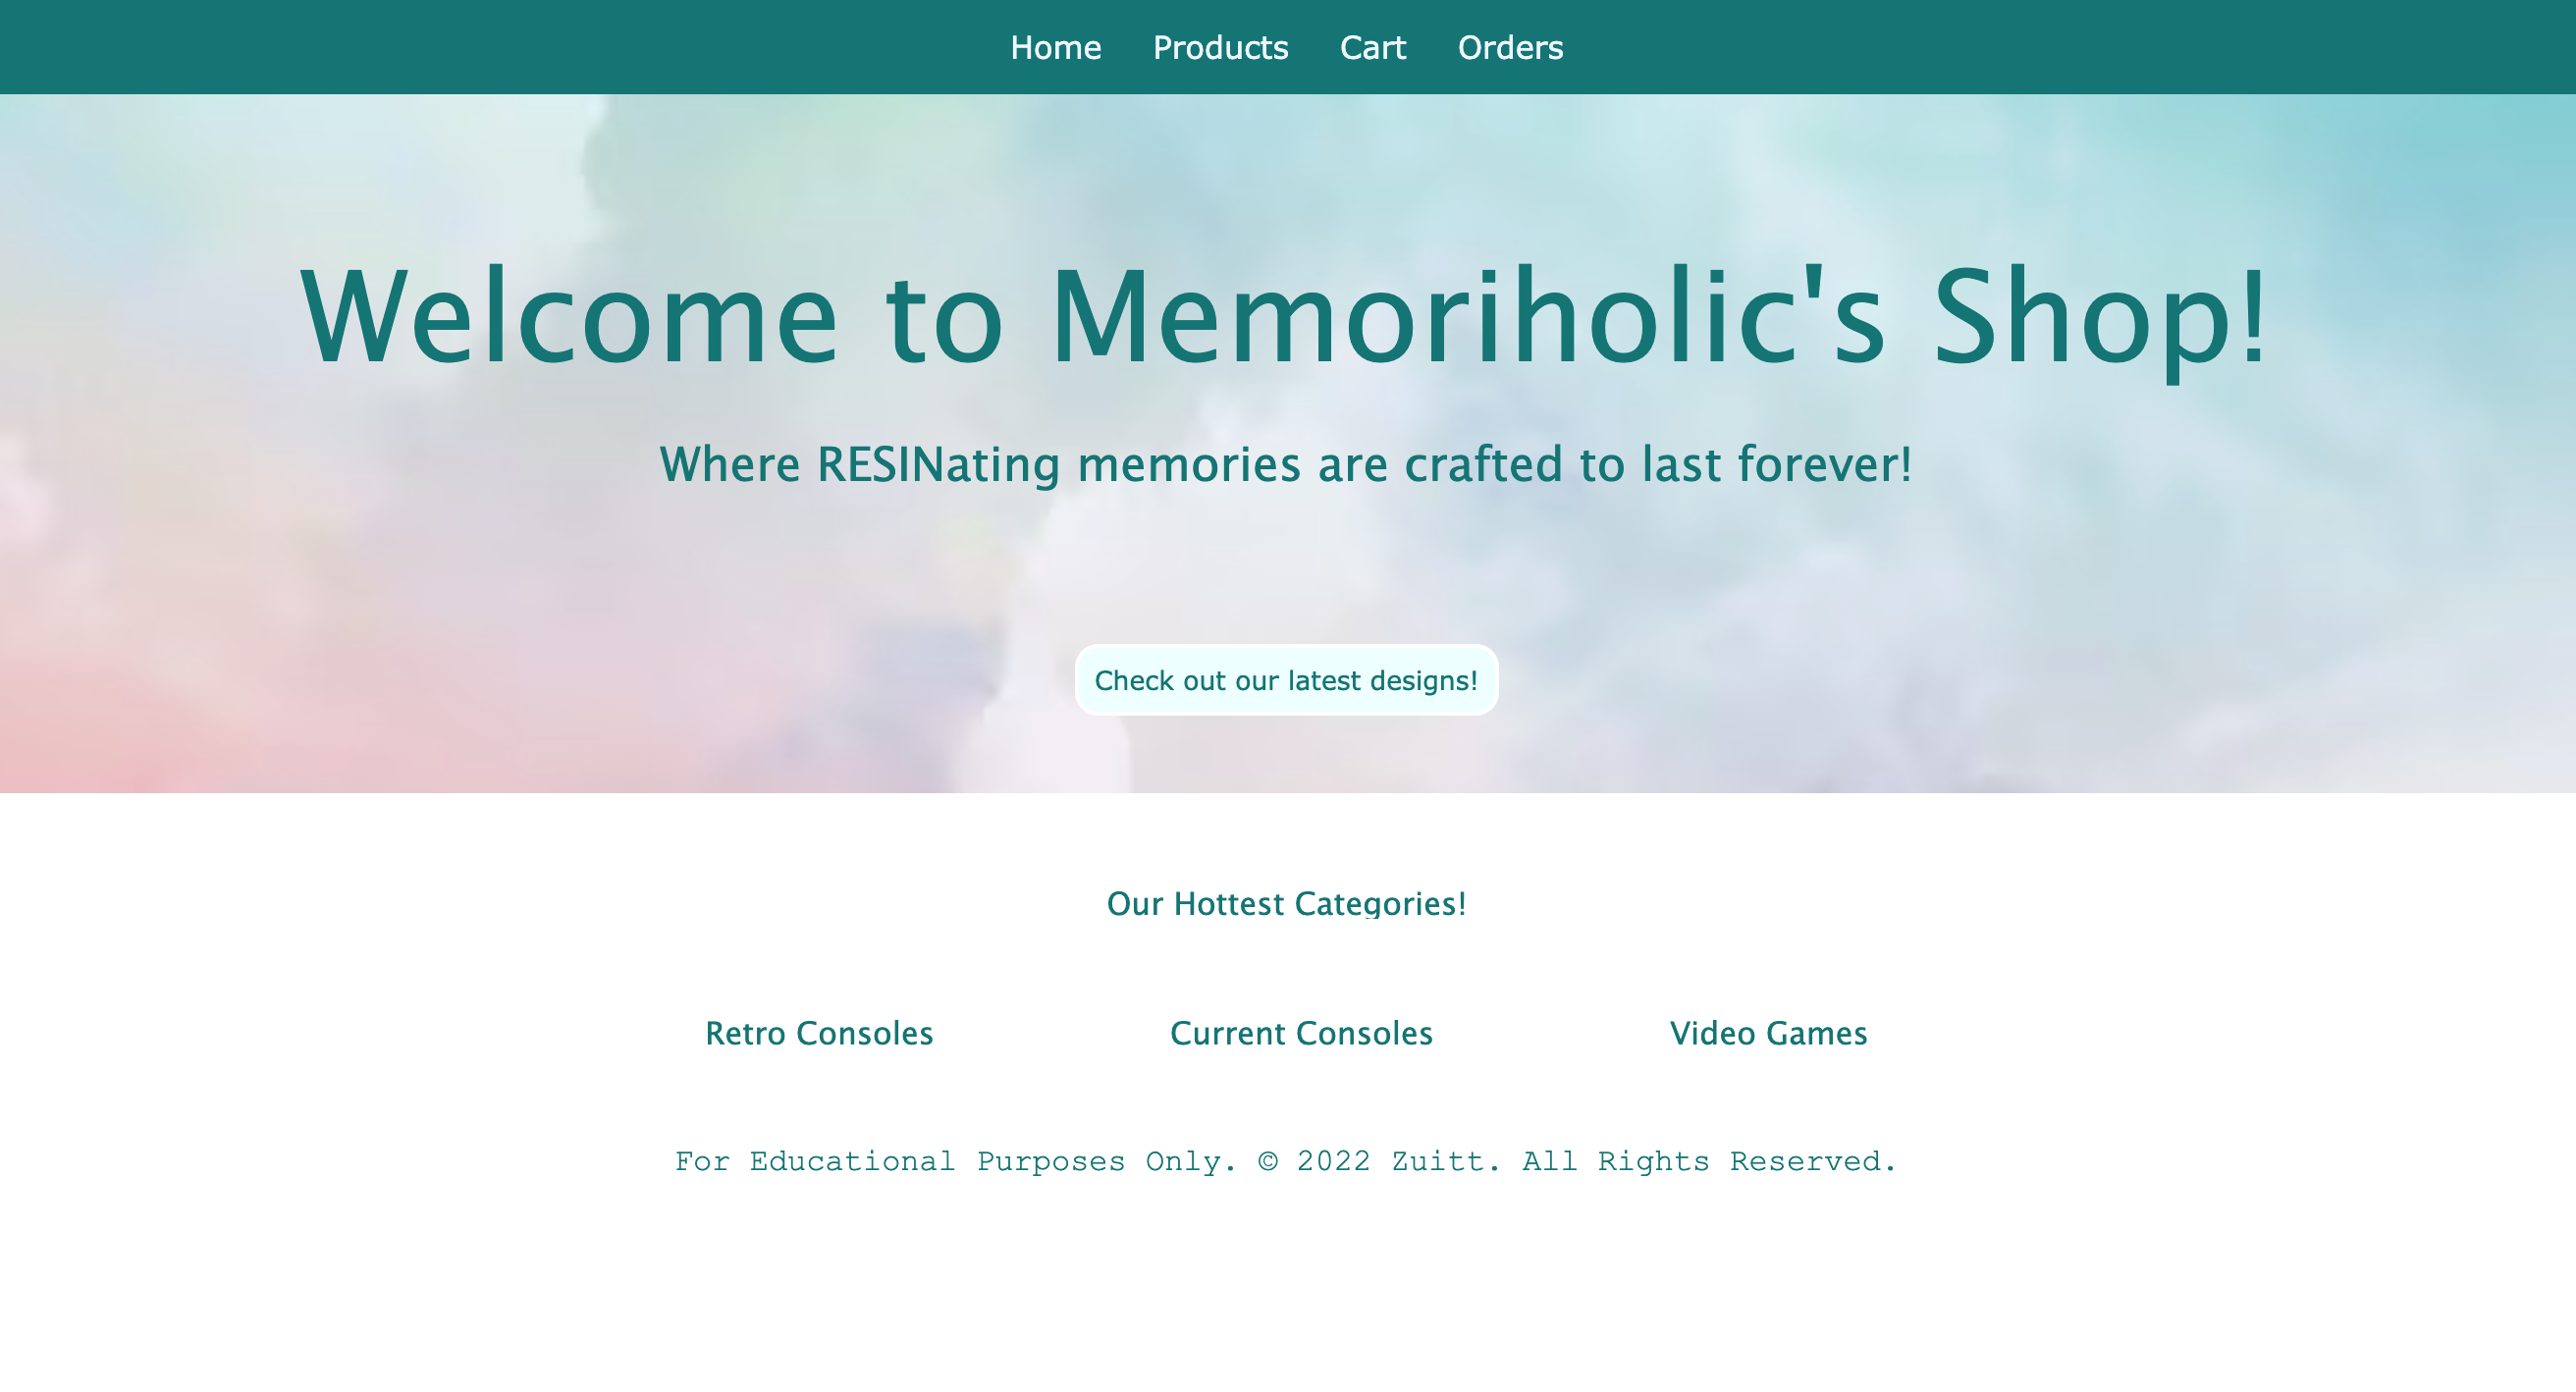 Home Products Cart Orders
Welcome to Memoriholic's Shop!
Where RESINating memories are crafted to last forever!
Check out our latest designs!
Our Hottest Categories!
Retro Consoles Current Consoles Video Games
For Educational Purposes Only. © 2022 Zuitt. All Rights Reserved.